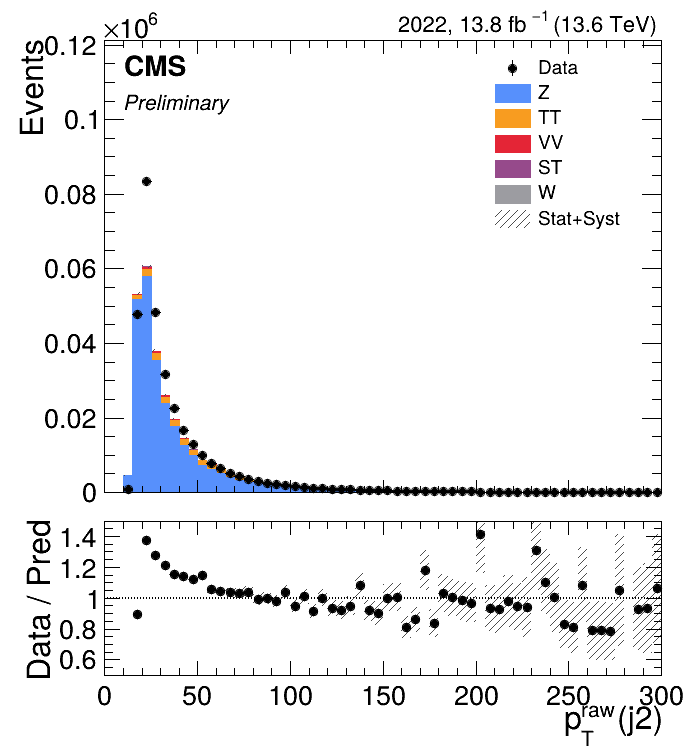 ×10^6
2022, 13.8 fb^-1 (13.6 TeV)
Events
0.12
0.1
0.08
0.06
0.04
0.02
0
CMS
Preliminary
Data
Z
TT
VV
ST
W
Stat+Syst
Data / Pred
1.4
1.2
1
0.8
0.6
0 50 100 150 200 250 300
p_T^raw(j2)